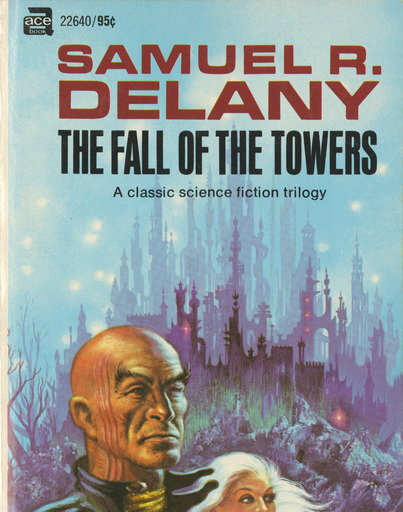 ace
book
22640/95¢
SAMUEL R.
DELANY
THE FALL OF THE TOWERS
A classic science fiction trilogy